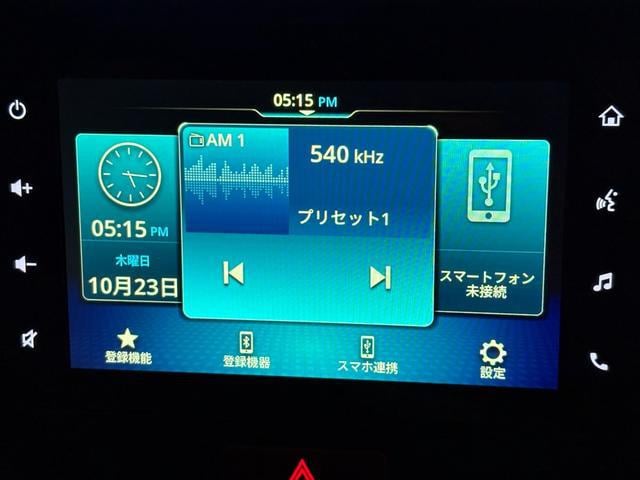 05:15 PM
AM 1
540 kHz
プリセット1
05:15 PM
木曜日
10月23日
スマートフォン
未接続
登録機能
登録機器
スマホ連携
設定